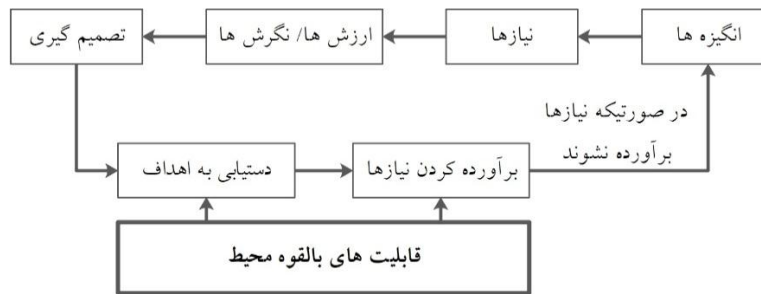 انگیزه ها
نیازها
ارزش ها/ نگرش ها
تصمیم گیری
در صورتیکه نیازها
برآورده نشوند
برآورده کردن نیازها
دستیابی به اهداف
قابلیت های بالقوه محیط